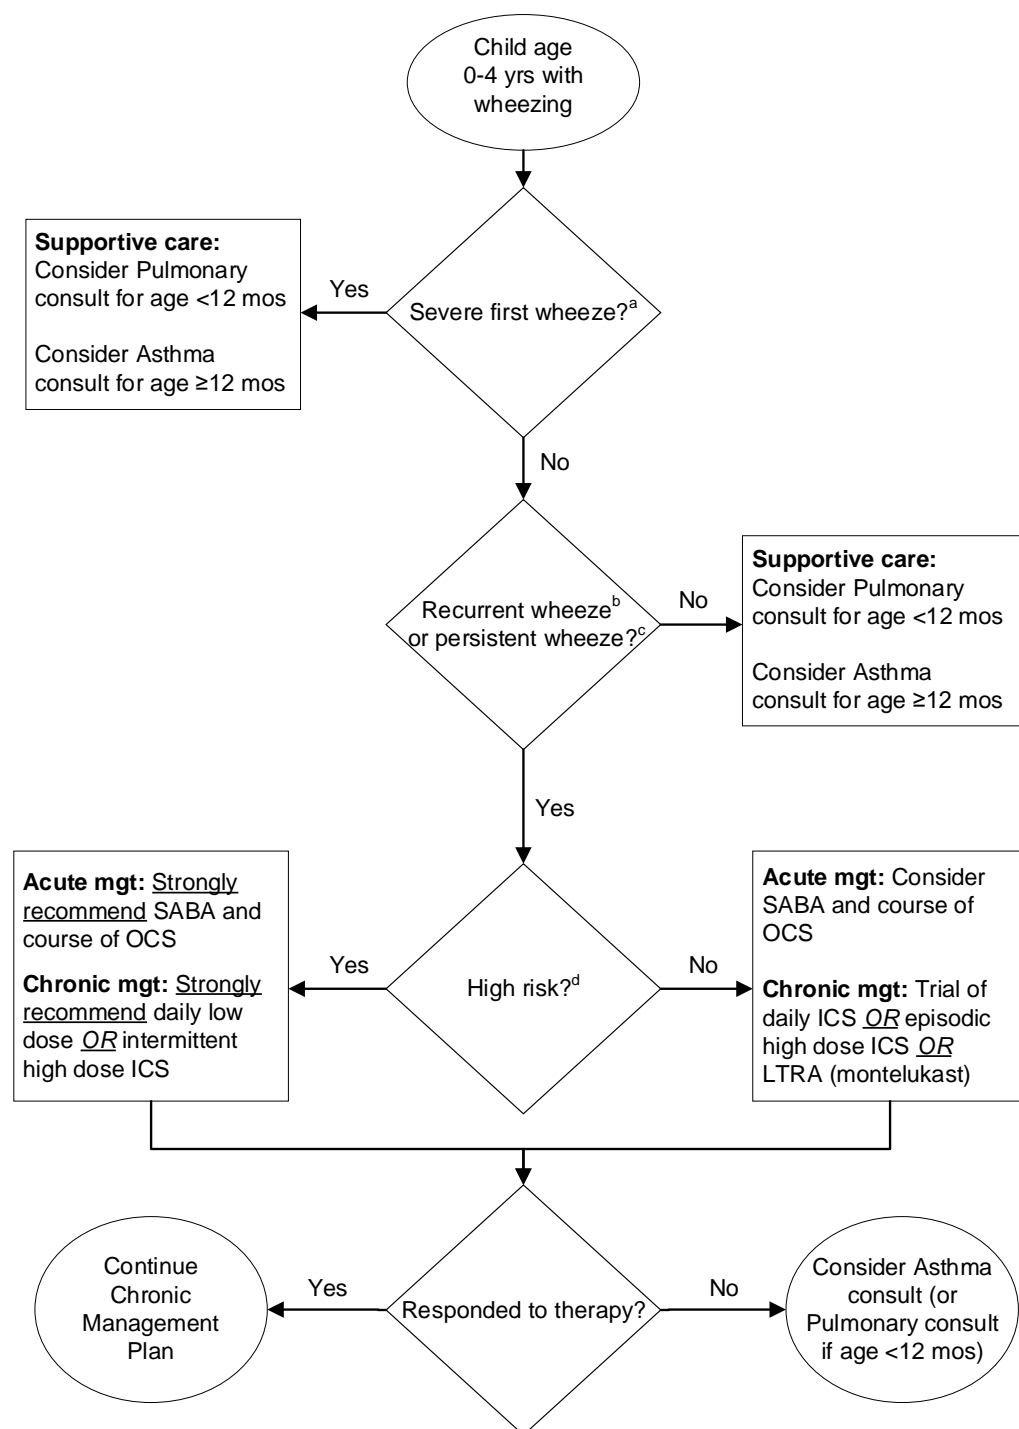 Child age
0-4 yrs with
wheezing
Supportive care:
Consider Pulmonary
consult for age <12 mos
Consider Asthma
consult for age ≥12 mos
Yes
Severe first wheeze?a
No
Recurrent wheezeb
or persistent wheeze?c
No
Supportive care:
Consider Pulmonary
consult for age <12 mos
Consider Asthma
consult for age ≥12 mos
Yes
Acute mgt: Strongly
recommend SABA and
course of OCS
Chronic mgt: Strongly
recommend daily low
dose OR intermittent
high dose ICS
Yes
High risk?d
No
Acute mgt: Consider
SABA and course of
OCS
Chronic mgt: Trial of
daily ICS OR episodic
high dose ICS OR
LTRA (montelukast)
Continue
Chronic
Management
Plan
Yes
Responded to therapy?
No
Consider Asthma
consult (or
Pulmonary consult
if age <12 mos)